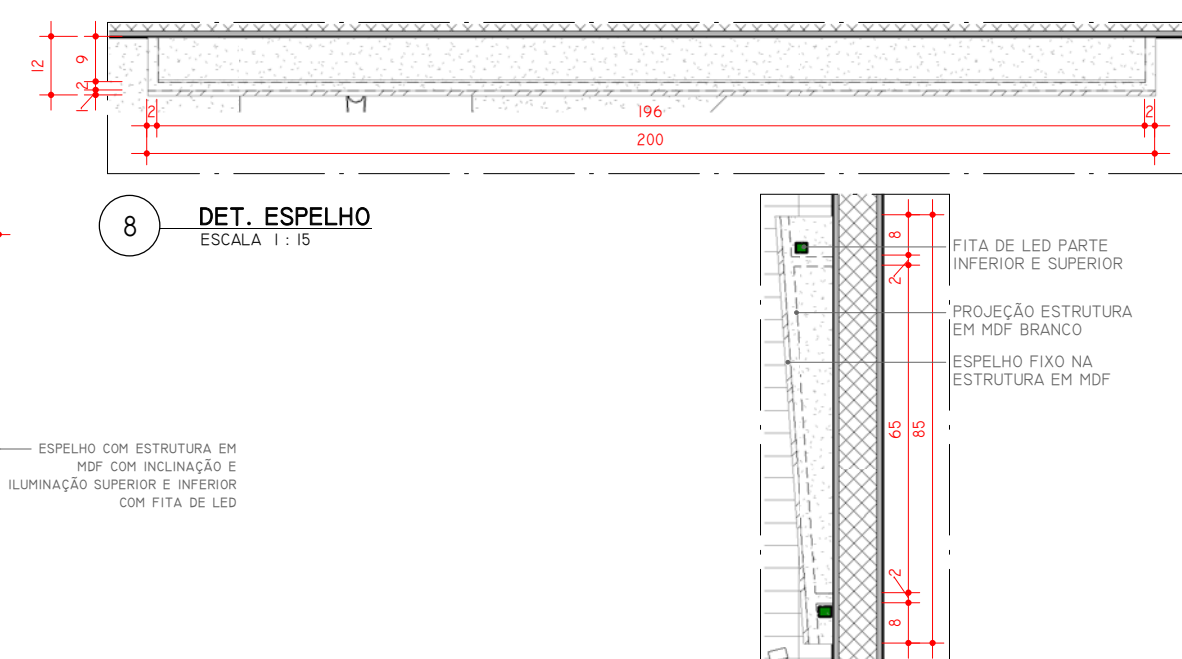 12
9
2
1
2
196
2
200
8
DET. ESPELHO
ESCALA 1 : 15
8
2
65
85
2
8
FITA DE LED PARTE
INFERIOR E SUPERIOR
PROJEÇÃO ESTRUTURA
EM MDF BRANCO
ESPELHO FIXO NA
ESTRUTURA EM MDF
ESPELHO COM ESTRUTURA EM
MDF COM INCLINAÇÃO E
ILUMINAÇÃO SUPERIOR E INFERIOR
COM FITA DE LED